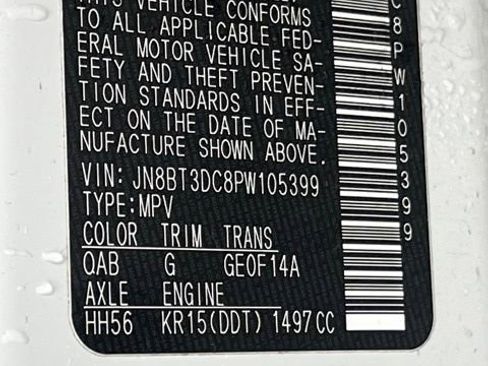 THIS VEHICLE CONFORMS
TO ALL APPLICABLE FED-
ERAL MOTOR VEHICLE SA-
FETY AND THEFT PREVEN-
TION STANDARDS IN EFF-
ECT ON THE DATE OF MA-
NUFACTURE SHOWN ABOVE.
VIN: JN8BT3DC8PW105399
TYPE:MPV
COLOR TRIM TRANS
QAB G GE0F14A
AXLE ENGINE
HH56 KR15(DDT) 1497CC
C8PW105399